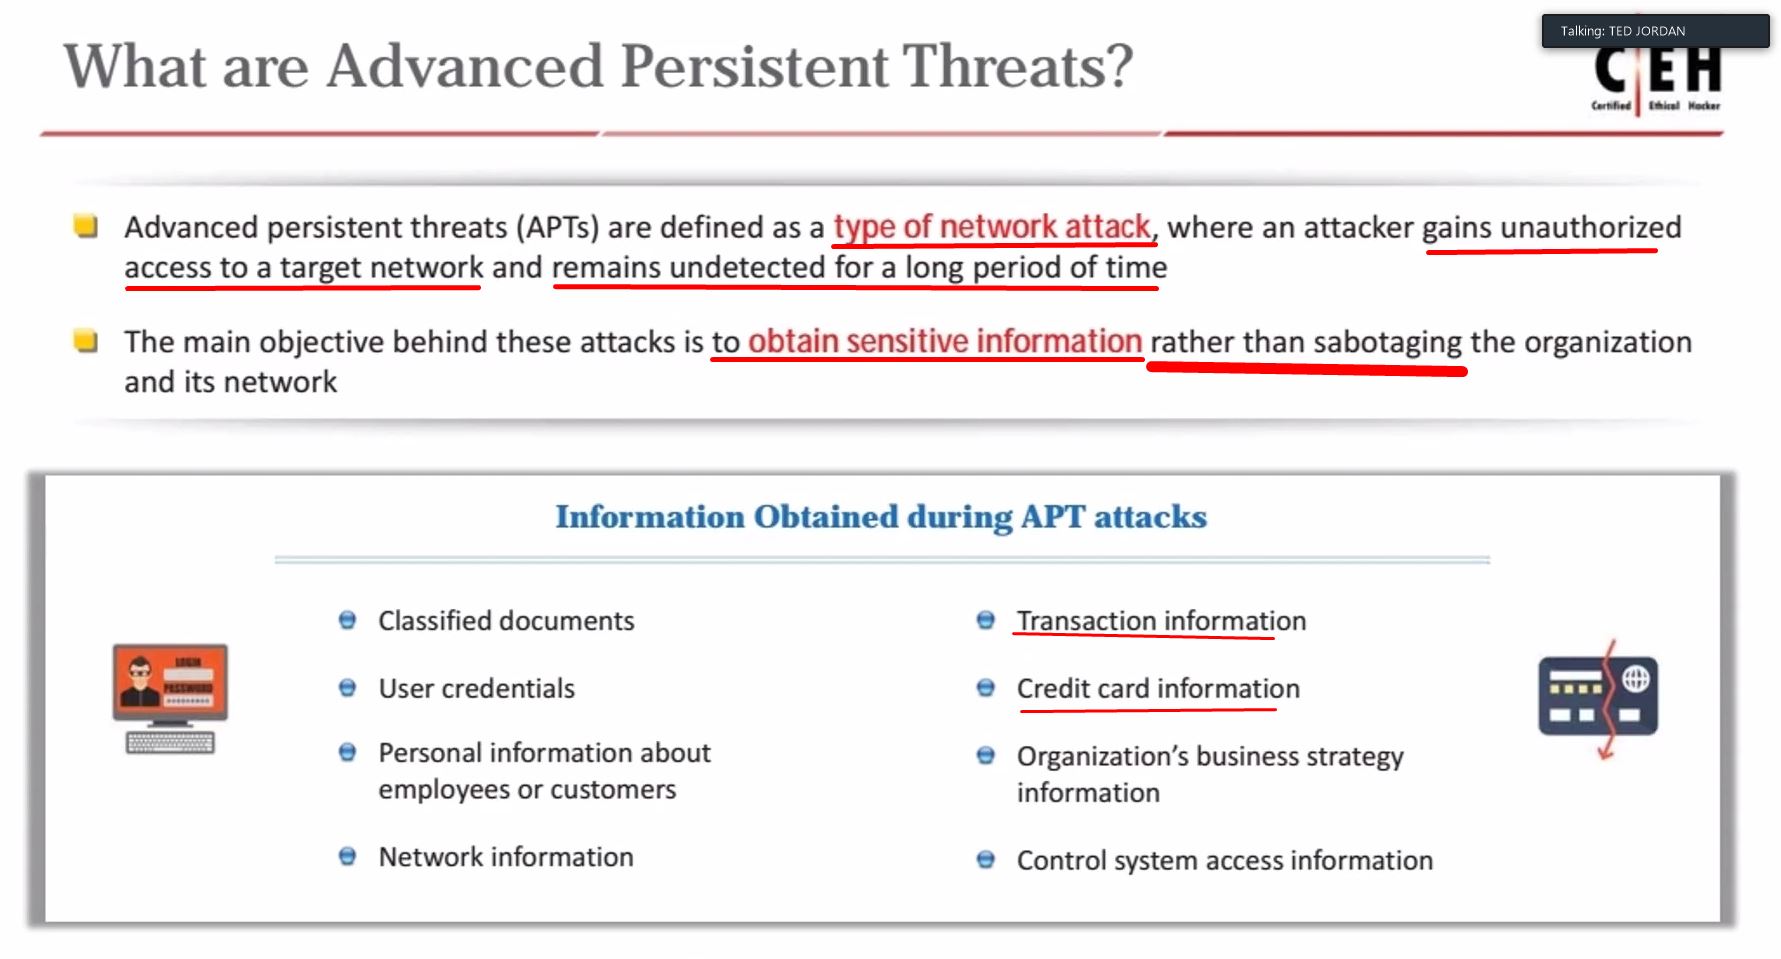 Talking: TED JORDAN
What are Advanced Persistent Threats?
C|EH
Certified Ethical Hacker
Advanced persistent threats (APTs) are defined as a type of network attack, where an attacker gains unauthorized
access to a target network and remains undetected for a long period of time
The main objective behind these attacks is to obtain sensitive information rather than sabotaging the organization
and its network
Information Obtained during APT attacks
Classified documents
User credentials
Personal information about
employees or customers
Network information
Transaction information
Credit card information
Organization's business strategy
information
Control system access information
LOGIN
PASSWORD